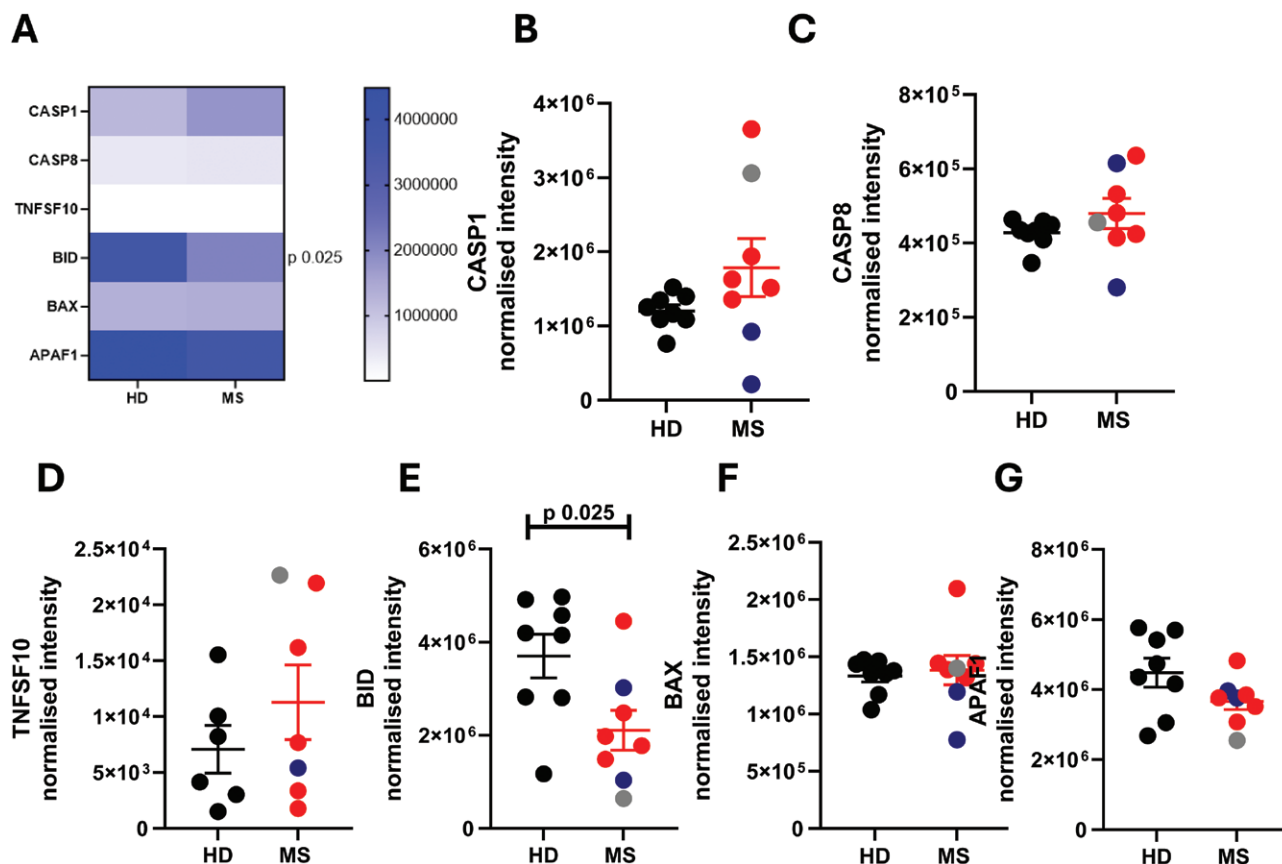 A
CASP1
CASP8
TNFSF10
BID
BAX
APAF1
HD
MS
p 0.025
4000000
3000000
2000000
1000000
B
CASP1
normalised intensity
4×10⁶
3×10⁶
2×10⁶
1×10⁶
0
HD
MS
C
CASP8
normalised intensity
8×10⁵
6×10⁵
4×10⁵
2×10⁵
0
HD
MS
D
TNFSF10
normalised intensity
2.5×10⁴
2×10⁴
1.5×10⁴
1×10⁴
5×10³
0
HD
MS
E
p 0.025
BID
normalised intensity
6×10⁶
4×10⁶
2×10⁶
0
HD
MS
F
BAX
normalised intensity
2.5×10⁶
2×10⁶
1.5×10⁶
1×10⁶
5×10⁵
0
HD
MS
G
APAF1
normalised intensity
8×10⁶
6×10⁶
4×10⁶
2×10⁶
0
HD
MS